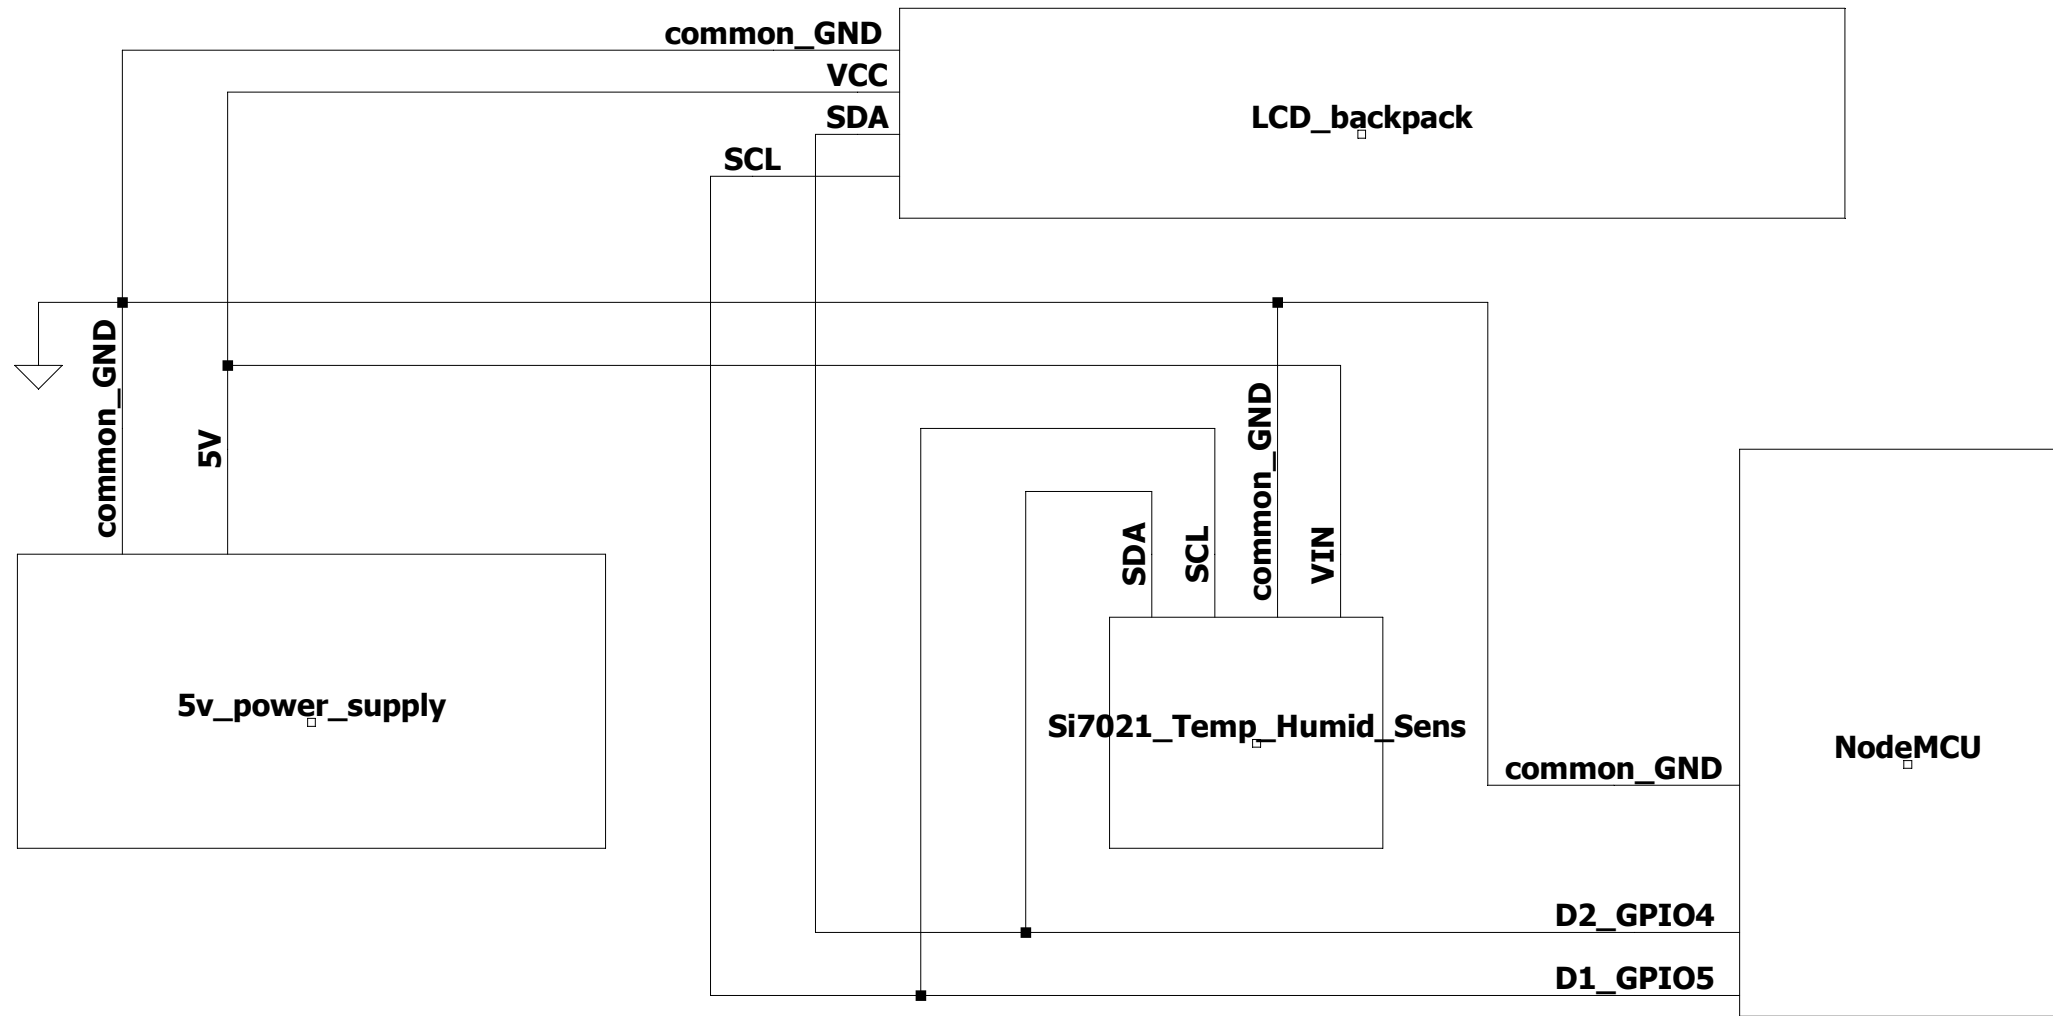 common_GND
VCC
SDA
SCL
LCD_backpack
common_GND
5V
5v_power_supply
SDA
SCL
common_GND
VIN
Si7021_Temp_Humid_Sens
common_GND
D2_GPIO4
D1_GPIO5
NodeMCU